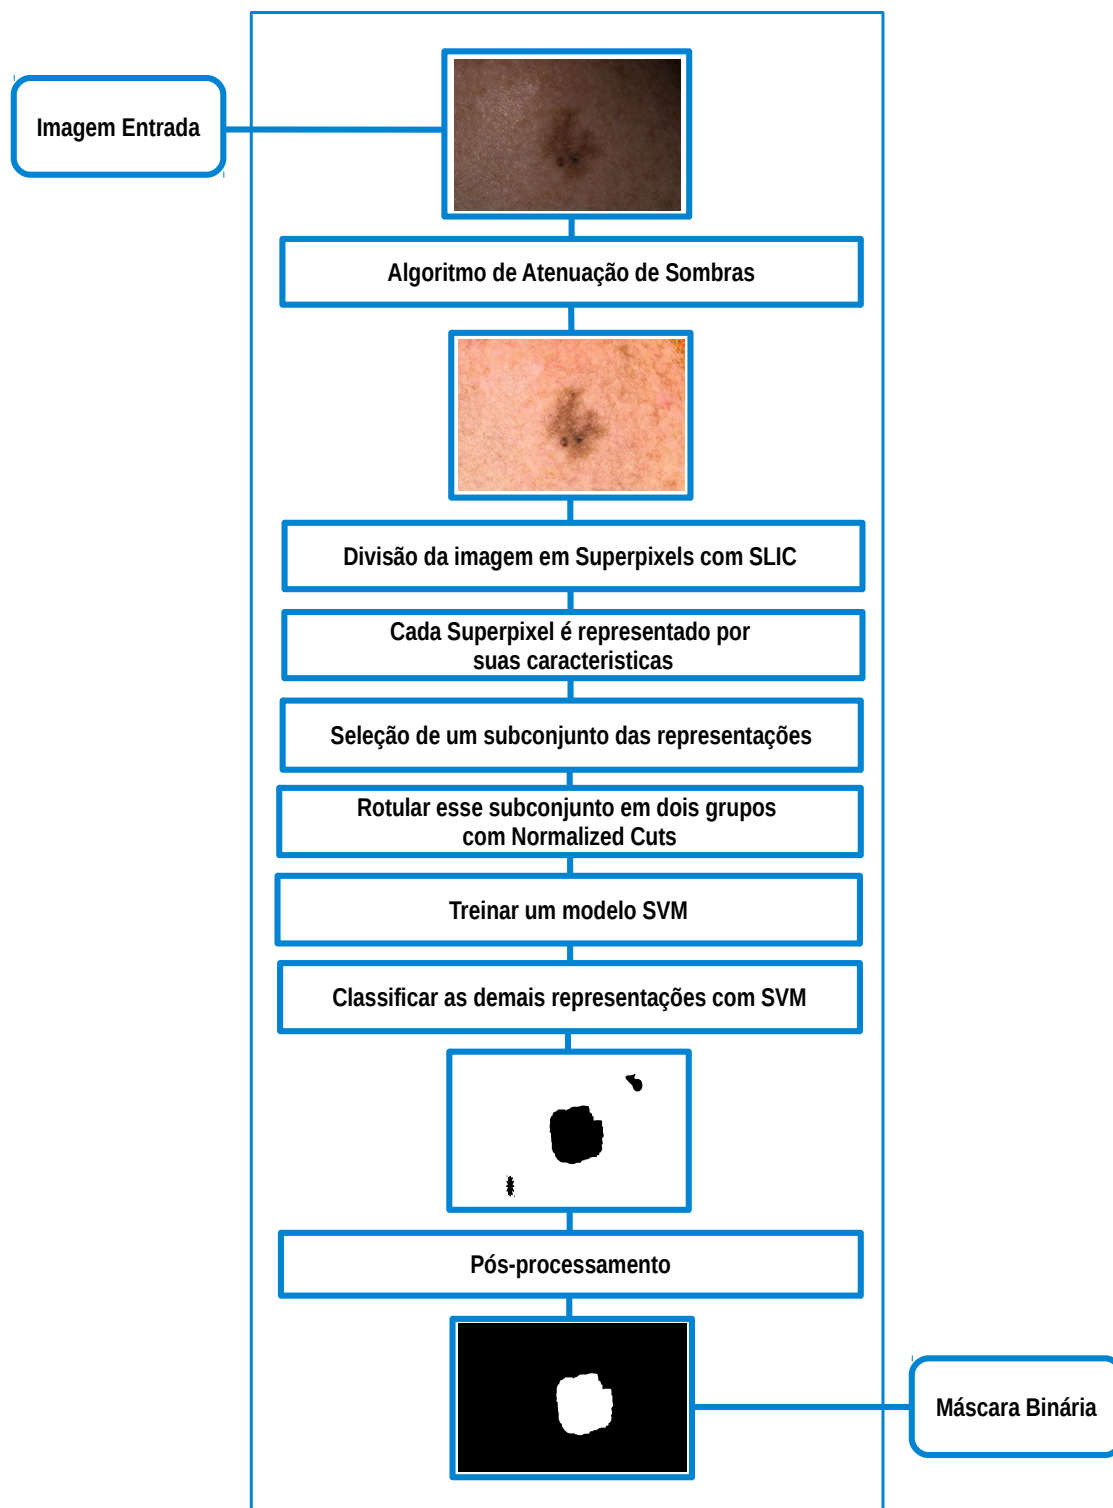 Imagem Entrada
Algoritmo de Atenuação de Sombras
Divisão da imagem em Superpixels com SLIC
Cada Superpixel é representado por
suas caracteristicas
Seleção de um subconjunto das representações
Rotular esse subconjunto em dois grupos
com Normalized Cuts
Treinar um modelo SVM
Classificar as demais representações com SVM
Pós-processamento
Máscara Binária